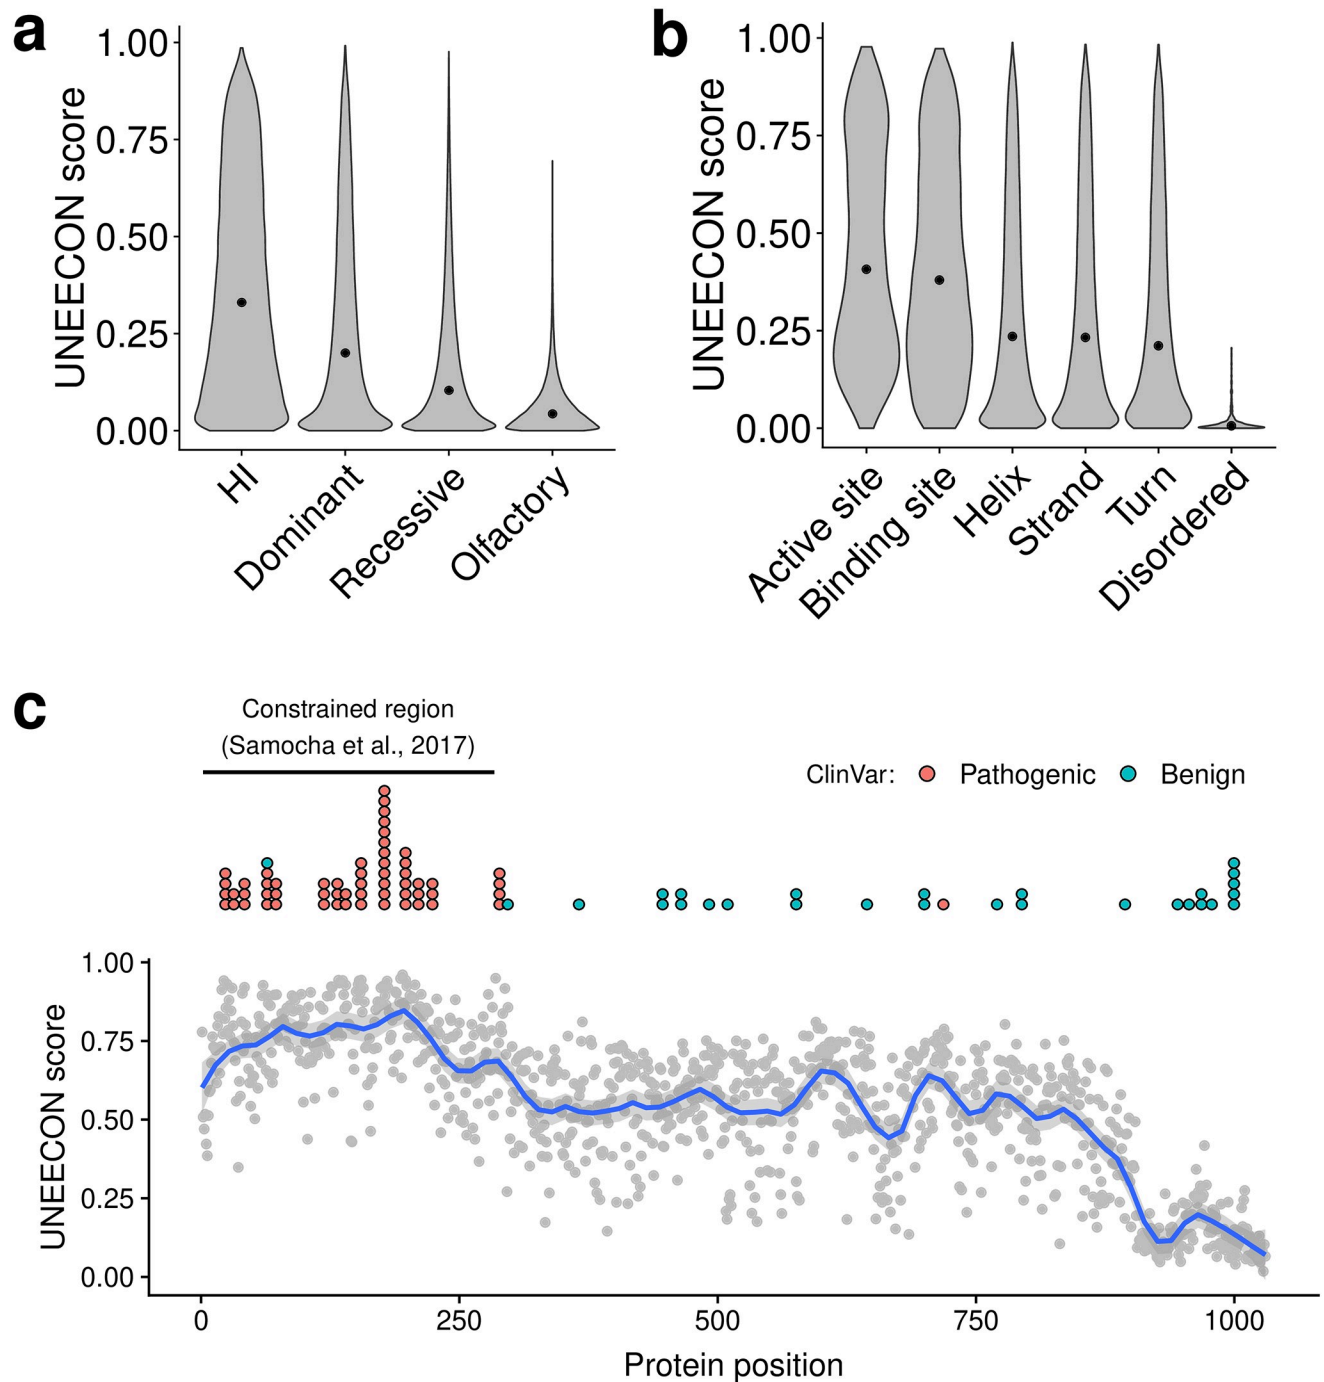 a
UNEECON score
1.00
0.75
0.50
0.25
0.00
HI
Dominant
Recessive
Olfactory
b
UNEECON score
1.00
0.75
0.50
0.25
0.00
Active site
Binding site
Helix
Strand
Turn
Disordered
c
Constrained region
(Samocha et al., 2017)
ClinVar: Pathogenic Benign
UNEECON score
1.00
0.75
0.50
0.25
0.00
0 250 500 750 1000
Protein position